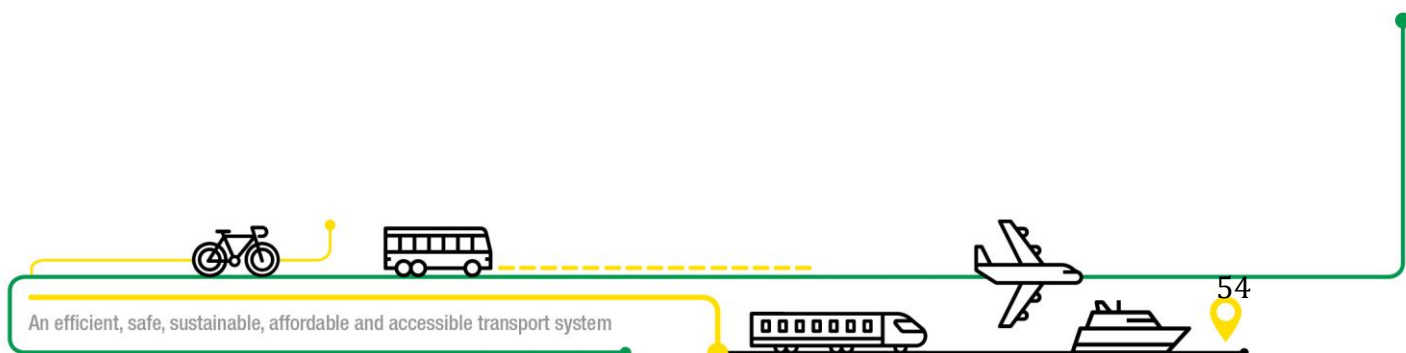 54
An efficient, safe, sustainable, affordable and accessible transport system